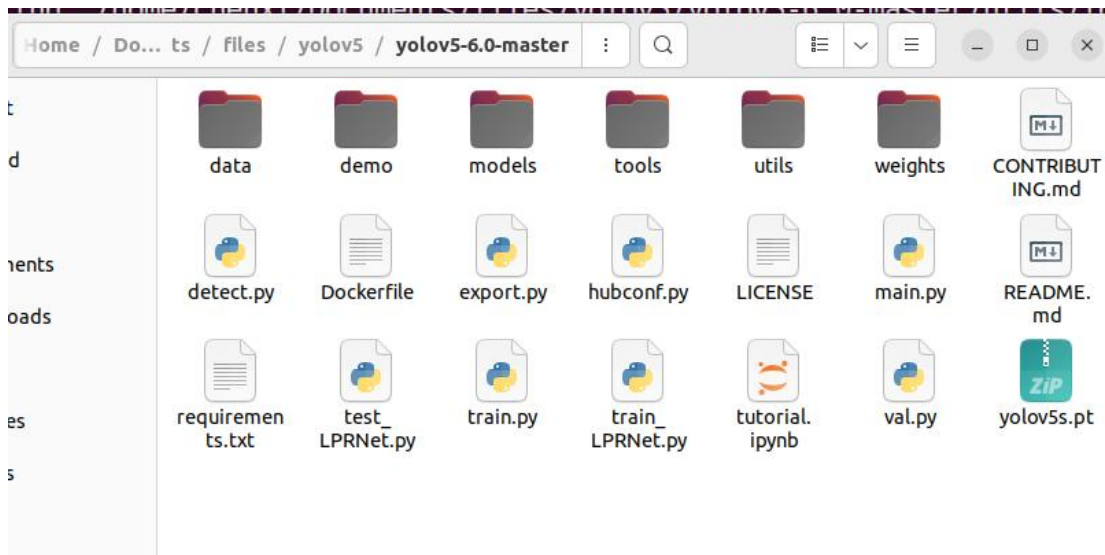 Home / Do... ts / files / yolov5 / yolov5-6.0-master
data demo models tools utils weights CONTRIBUT
ING.md
detect.py Dockerfile export.py hubconf.py LICENSE main.py README.
md
requiremen test_ train.py train_ tutorial. val.py yolov5s.pt
ts.txt LPRNet.py LPRNet.py ipynb
M↓
M↓
ZiP
t
d
nents
oads
es
s